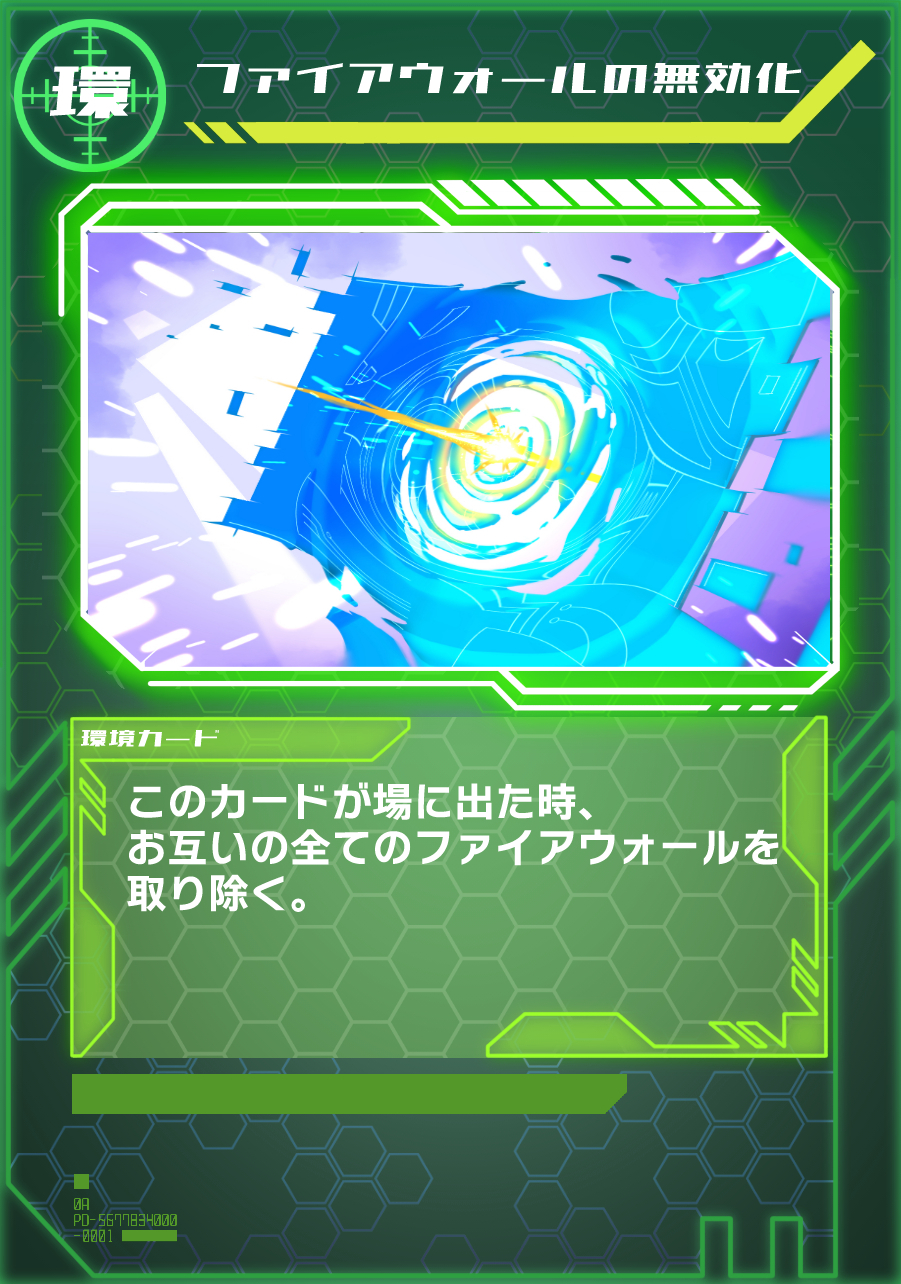 環
ファイアウォールの無効化
環境カード
このカードが場に出た時、
お互いの全てのファイアウォールを
取り除く。
0A
PD-5677834000
-0001